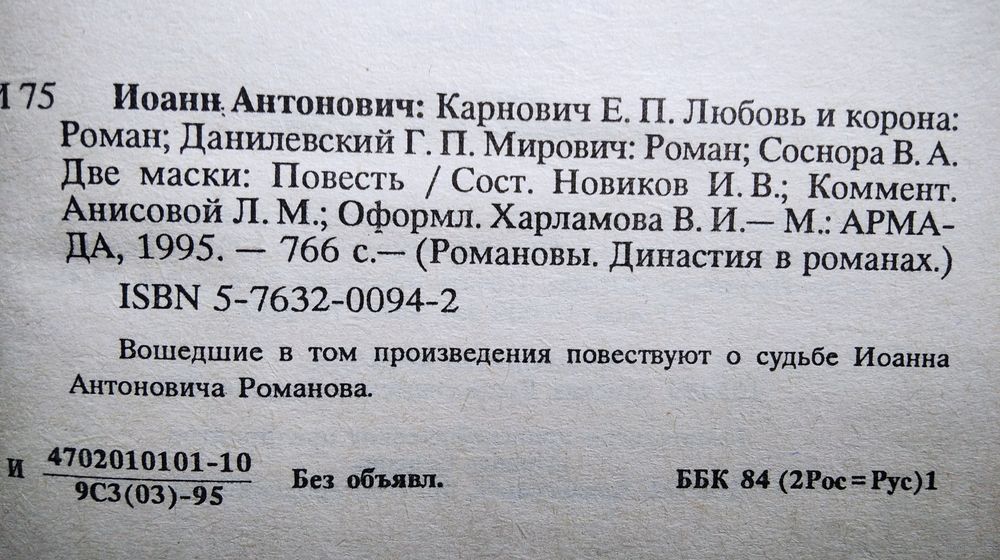 И 75 Иоанн Антонович: Карнович Е. П. Любовь и корона:
Роман; Данилевский Г. П. Мирович: Роман; Соснора В. А.
Две маски: Повесть / Сост. Новиков И. В.; Коммент.
Анисовой Л. М.; Оформл. Харламова В. И.— М.: АРМА-
ДА, 1995. — 766 с.— (Романовы. Династия в романах.)
ISBN 5-7632-0094-2
Вошедшие в том произведения повествуют о судьбе Иоанна
Антоновича Романова.
И 4702010101-10
9С3(03)-95 Без объявл. ББК 84 (2Рос=Рус)1